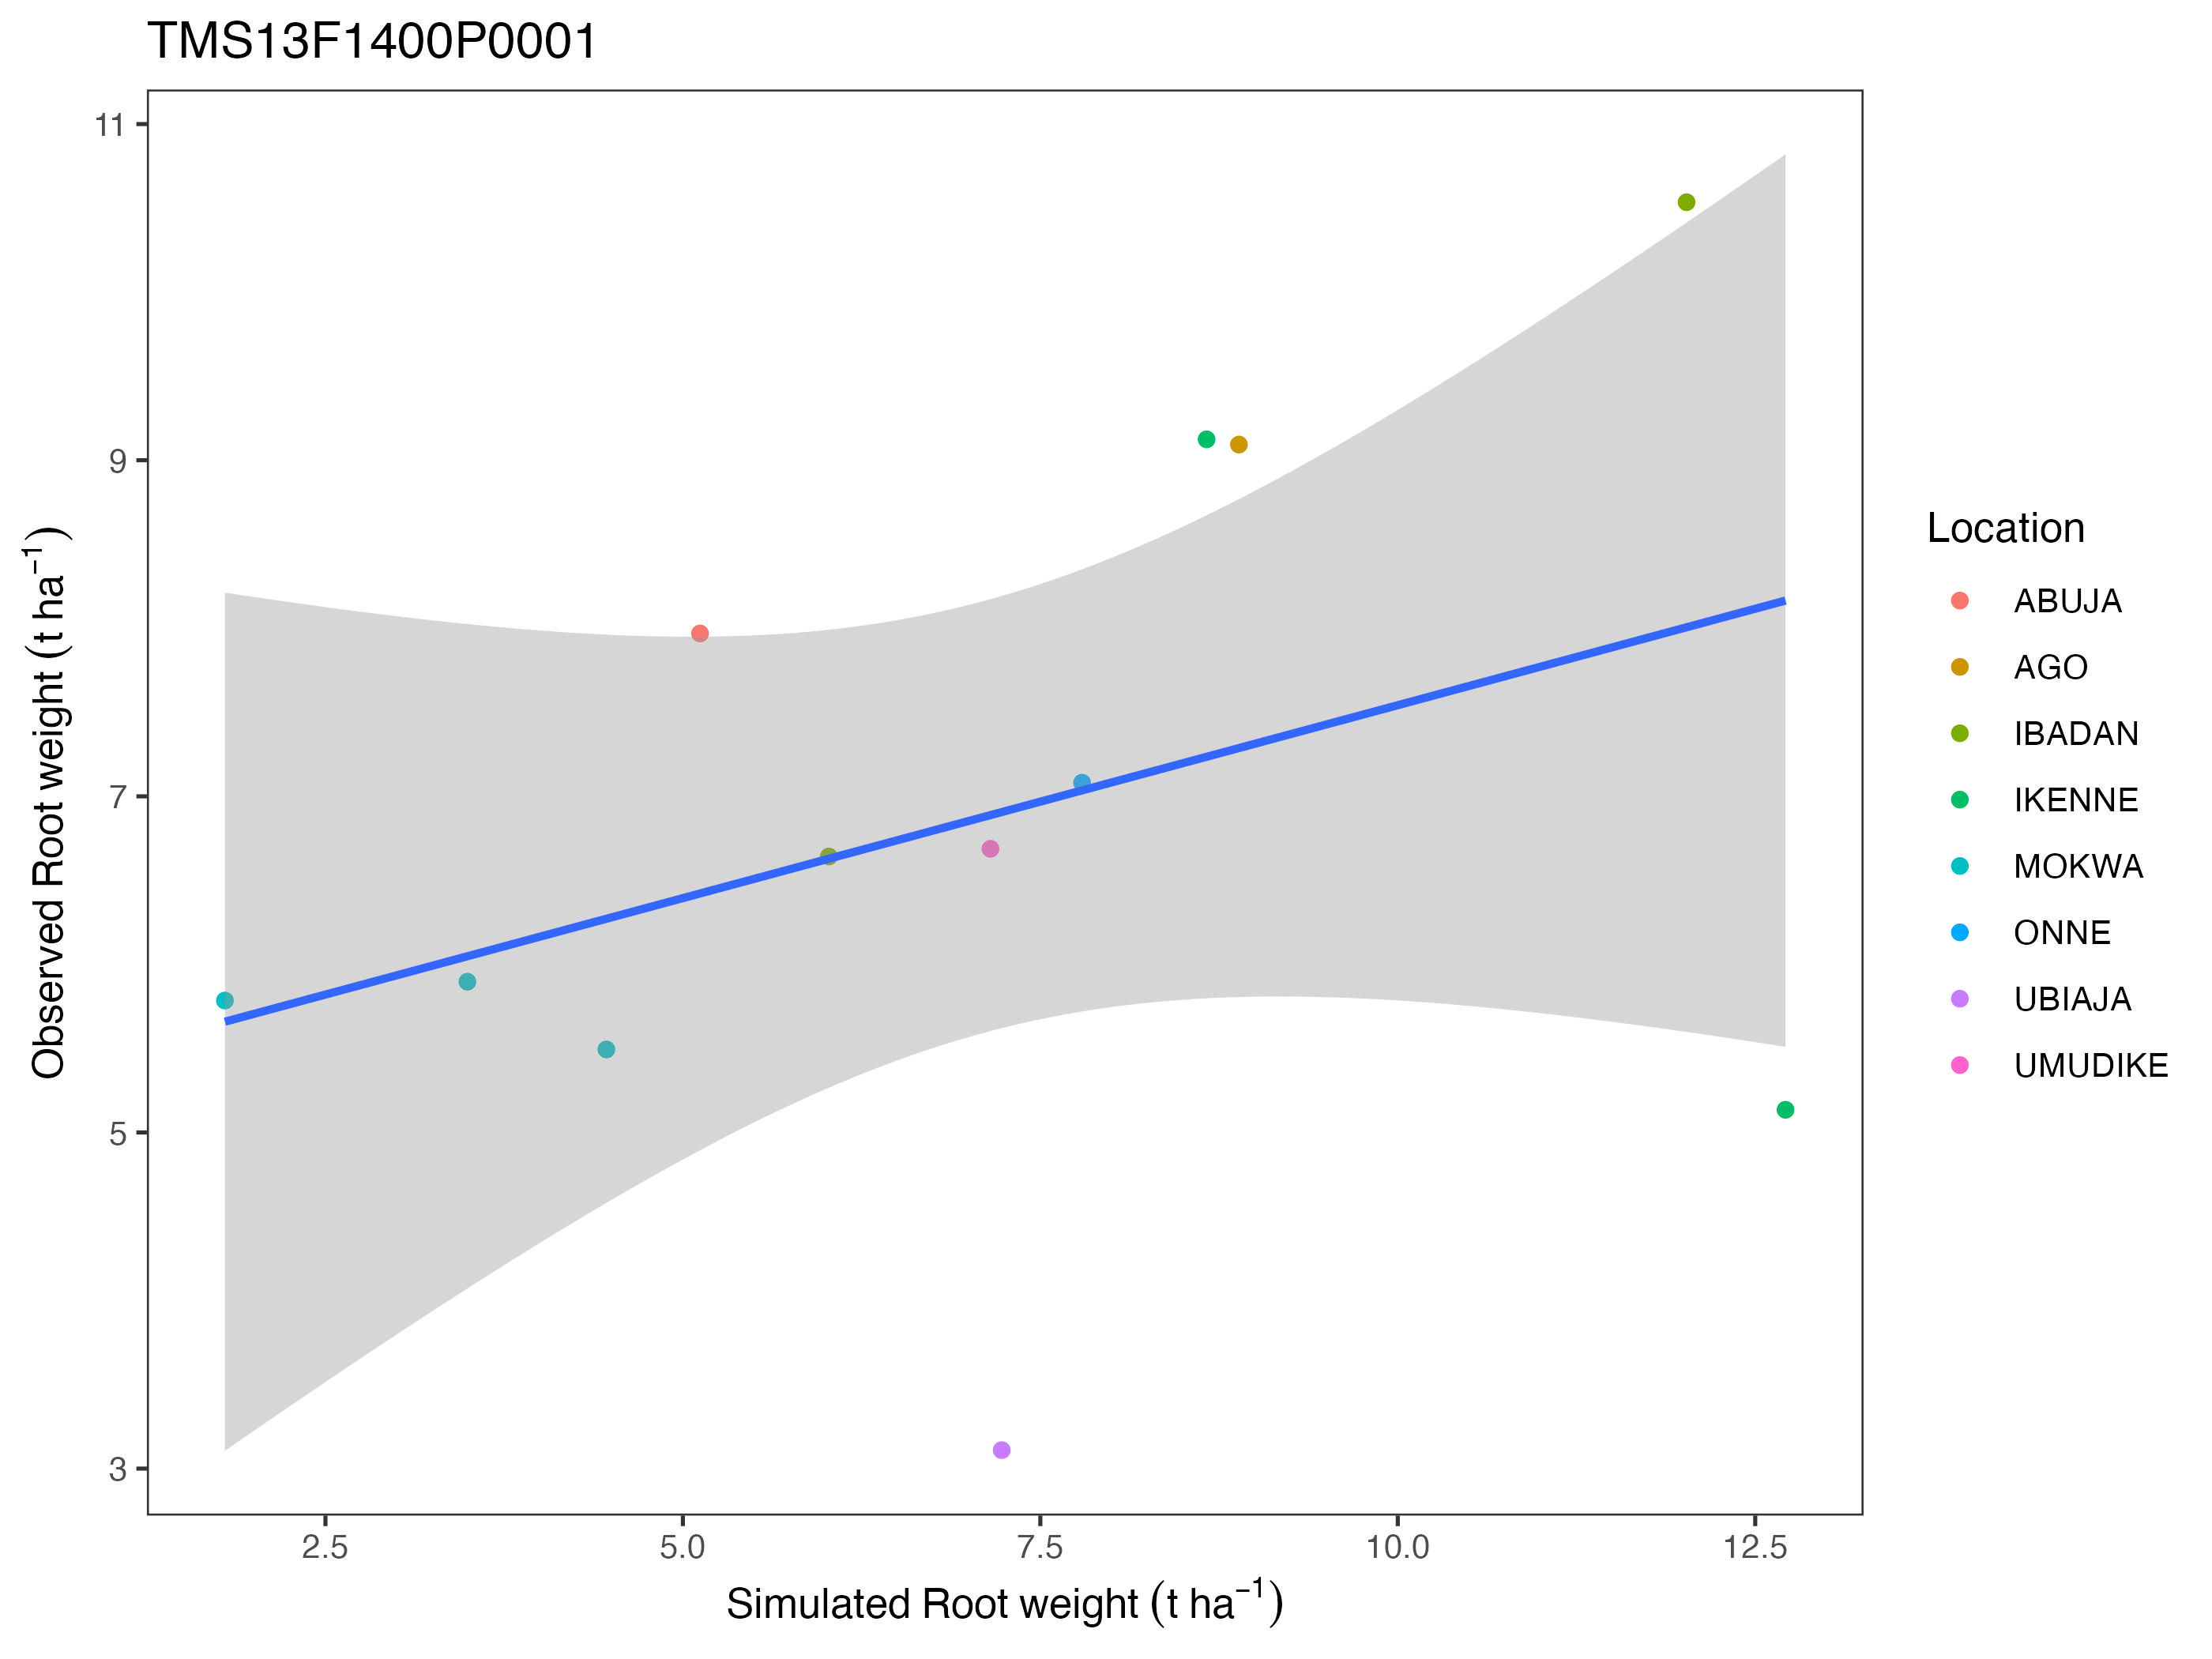 TMS13F1400P0001
11
9
7
5
3
Observed Root weight (t ha⁻¹)
2.5 5.0 7.5 10.0 12.5
Simulated Root weight (t ha⁻¹)
Location
ABUJA
AGO
IBADAN
IKENNE
MOKWA
ONNE
UBIAJA
UMUDIKE